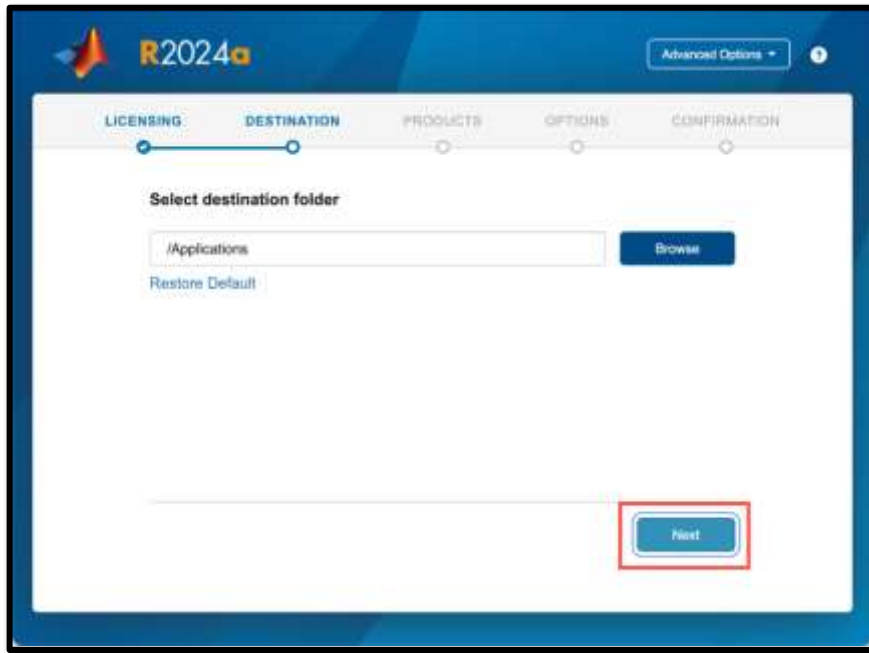 R2024a
Advanced Options
?
LICENSING DESTINATION PRODUCTS OPTIONS CONFIRMATION
Select destination folder
/Applications
Browse
Restore Default
Next